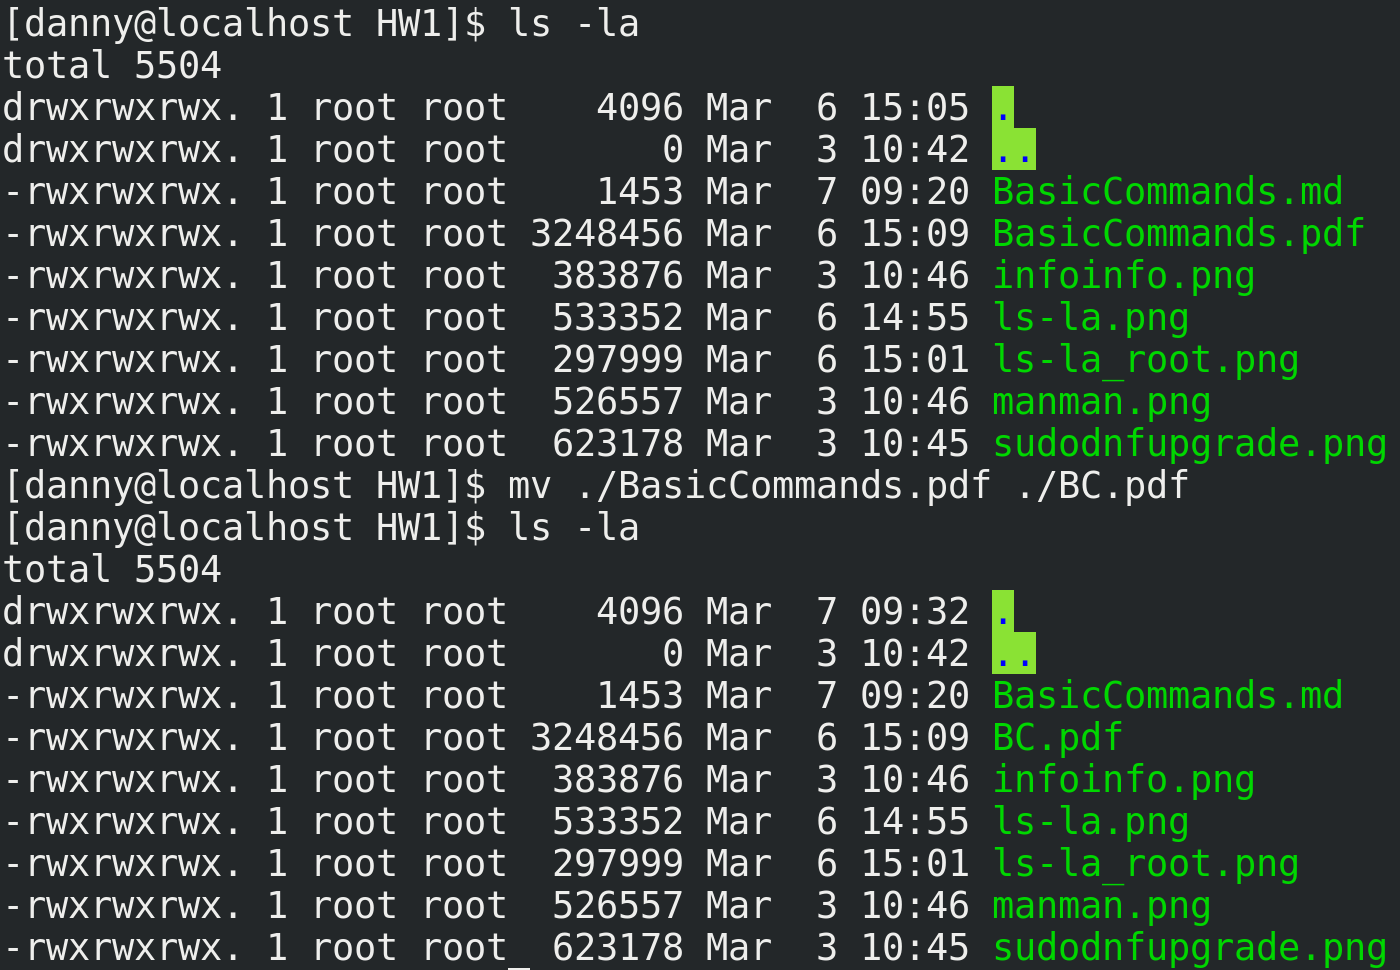 [danny@localhost HW1]$ ls -la
total 5504
drwxrwxrwx. 1 root root    4096 Mar  6 15:05 .
drwxrwxrwx. 1 root root       0 Mar  3 10:42 ..
-rwxrwxrwx. 1 root root    1453 Mar  7 09:20 BasicCommands.md
-rwxrwxrwx. 1 root root 3248456 Mar  6 15:09 BasicCommands.pdf
-rwxrwxrwx. 1 root root  383876 Mar  3 10:46 infoinfo.png
-rwxrwxrwx. 1 root root  533352 Mar  6 14:55 ls-la.png
-rwxrwxrwx. 1 root root  297999 Mar  6 15:01 ls-la_root.png
-rwxrwxrwx. 1 root root  526557 Mar  3 10:46 manman.png
-rwxrwxrwx. 1 root root  623178 Mar  3 10:45 sudodnfupgrade.png
[danny@localhost HW1]$ mv ./BasicCommands.pdf ./BC.pdf
[danny@localhost HW1]$ ls -la
total 5504
drwxrwxrwx. 1 root root    4096 Mar  7 09:32 .
drwxrwxrwx. 1 root root       0 Mar  3 10:42 ..
-rwxrwxrwx. 1 root root    1453 Mar  7 09:20 BasicCommands.md
-rwxrwxrwx. 1 root root 3248456 Mar  6 15:09 BC.pdf
-rwxrwxrwx. 1 root root  383876 Mar  3 10:46 infoinfo.png
-rwxrwxrwx. 1 root root  533352 Mar  6 14:55 ls-la.png
-rwxrwxrwx. 1 root root  297999 Mar  6 15:01 ls-la_root.png
-rwxrwxrwx. 1 root root  526557 Mar  3 10:46 manman.png
-rwxrwxrwx. 1 root root  623178 Mar  3 10:45 sudodnfupgrade.png